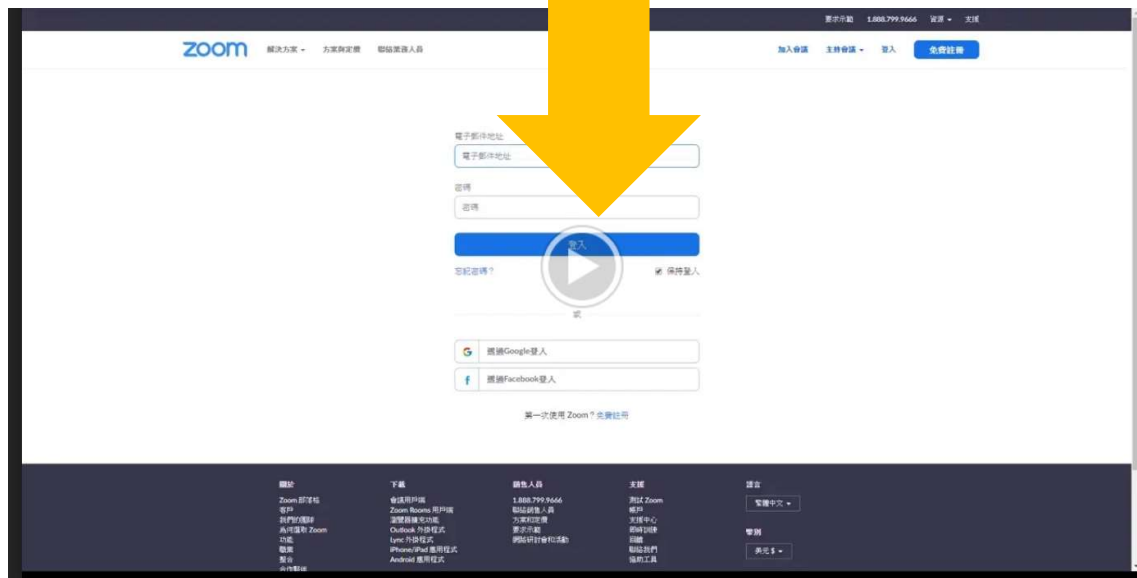 要求示範 1.888.799.9666 資源 支援
zoom 解決方案 方案與定價 聯絡業務人員 加入會議 主持會議 登入 免費註冊
電子郵件地址
電子郵件地址
密碼
密碼
登入
忘記密碼？ 保持登入
或
G 透過Google登入
f 透過Facebook登入
第一次使用 Zoom？免費註冊
關於 下載 銷售人員 支援 語言
Zoom 部落格 會議用戶端 1.888.799.9666 測試 Zoom 繁體中文
客戶 Zoom Rooms 用戶端 聯絡銷售人員 帳戶
我們的團隊 瀏覽器擴充功能 方案和定價 支援中心
為何選取 Zoom Outlook 外掛程式 要求示範 即時訓練 幣別
功能 Lync 外掛程式 網路研討會和活動 回饋
職業 iPhone/iPad 應用程式 聯絡我們 美元 $
整合 Android 應用程式 協助工具
合作夥伴